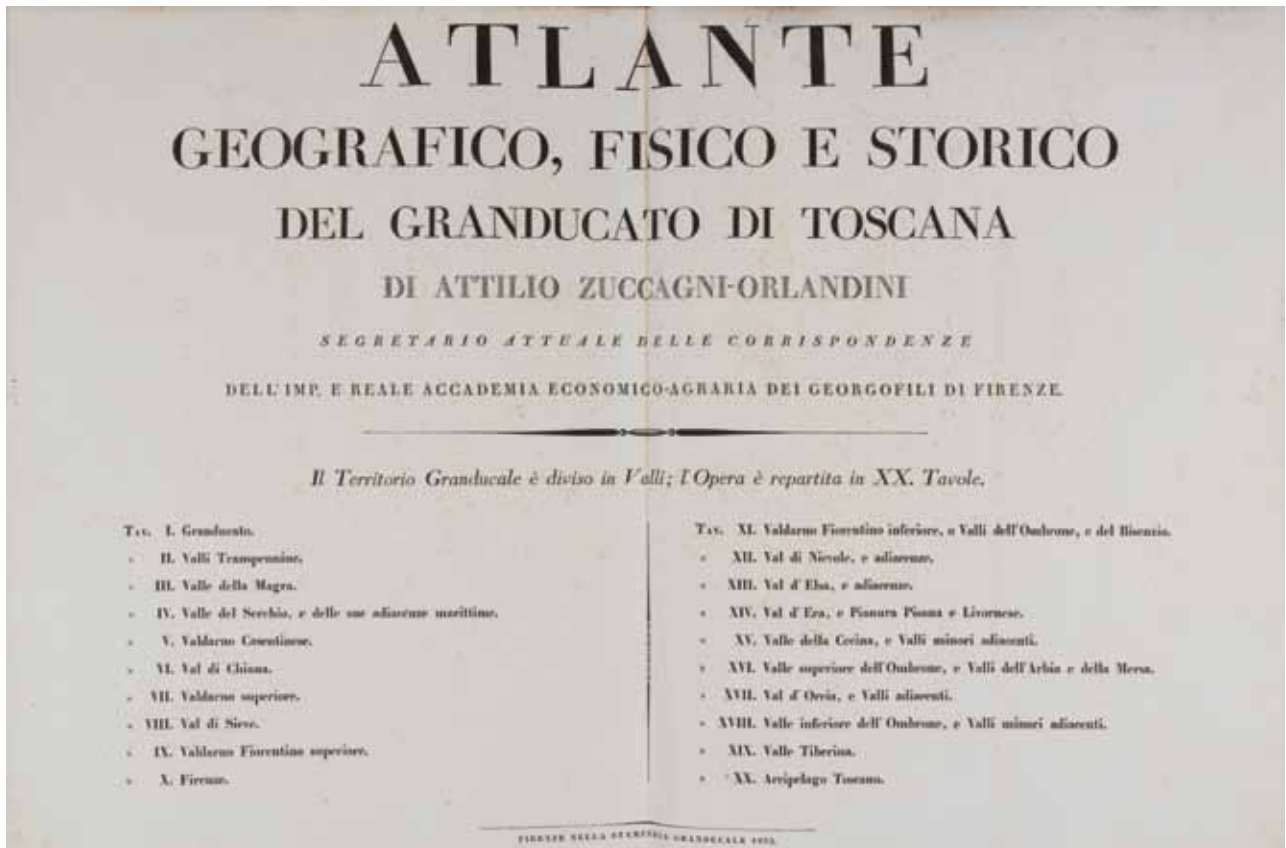 ATLANTE
GEOGRAFICO, FISICO E STORICO
DEL GRANDUCATO DI TOSCANA
DI ATTILIO ZUCCAGNI-ORLANDINI
SEGRETARIO ATTUALE DELLE CORRISPONDENZE
DELL'IMP. E REALE ACCADEMIA ECONOMICO-AGRARIA DEI GEORGOFILI DI FIRENZE.
Il Territorio Granducale è diviso in Valli; l'Opera è repartita in XX. Tavole.
TAV. I. Granducato.
" II. Valli Transpennine.
" III. Valle della Magra.
" IV. Valle del Serchio, e delle sue adiacenze marittime.
" V. Valdarno Casentinese.
" VI. Val di Chiana.
" VII. Valdarno superiore.
" VIII. Val di Sieve.
" IX. Valdarno Fiorentino superiore.
" X. Firenze.
TAV. XI. Valdarno Fiorentino inferiore, o Valli dell'Ombrone, e del Bisenzio.
" XII. Val di Nievole, e adiacenze.
" XIII. Val d'Elsa, e adiacenze.
" XIV. Val d'Era, e Pianura Pisana e Livornese.
" XV. Valle della Cecina, e Valli minori adiacenti.
" XVI. Valle superiore dell'Ombrone, e Valli dell'Arbia e della Mersa.
" XVII. Val d'Orcia, e Valli adiacenti.
" XVIII. Valle inferiore dell'Ombrone, e Valli minori adiacenti.
" XIX. Valle Tiberina.
" XX. Arcipelago Toscano.
FIRENZE NELLA STAMPERIA GRANDUCALE